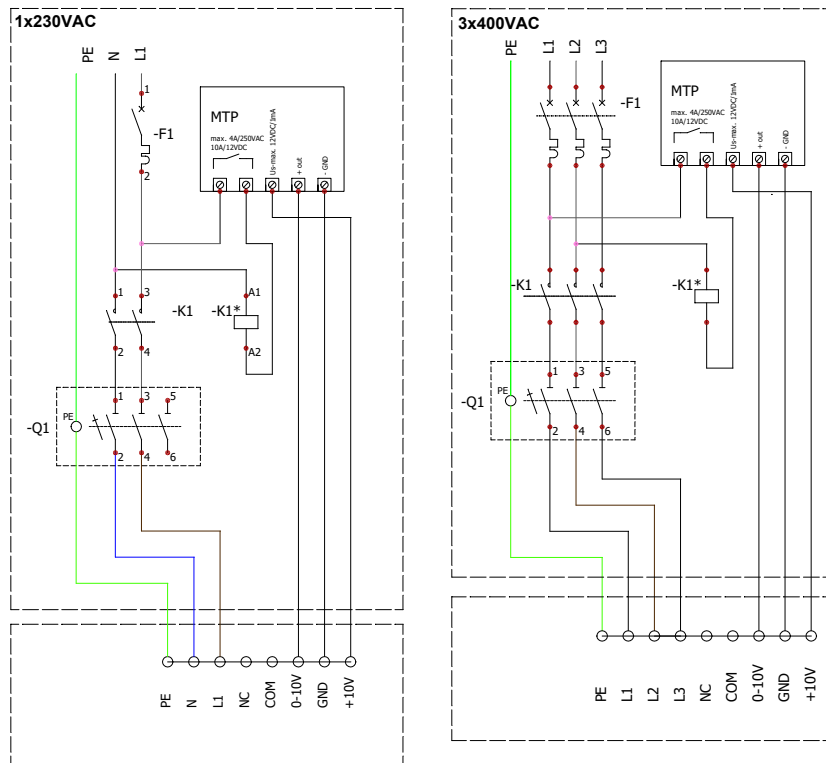 1x230VAC
PE
N
L1
1
-F1
2
MTP
max. 4A/250VAC
10A/12VDC
Us-max. 12VDC/1mA
+ out
- GND
1
3
-K1
2
4
A1
-K1*
A2
-Q1
PE
1
3
5
2
4
6
PE
N
L1
NC
COM
0-10V
GND
+10V
3x400VAC
PE
L1
L2
L3
-F1
MTP
max. 4A/250VAC
10A/12VDC
Us-max. 12VDC/1mA
+ out
- GND
-K1
-K1*
-Q1
PE
1
3
5
2
4
6
PE
L1
L2
L3
NC
COM
0-10V
GND
+10V